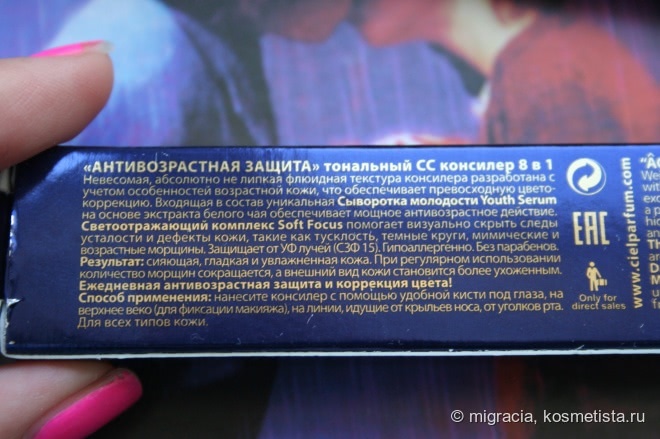 «АНТИВОЗРАСТНАЯ ЗАЩИТА» тональный СС консилер 8 в 1
Невесомая, абсолютно не липкая флюидная текстура консилера разработана с
учетом особенностей возрастной кожи, что обеспечивает превосходную цвето-
коррекцию. Входящая в состав уникальная Сыворотка молодости Youth Serum
на основе экстракта белого чая обеспечивает мощное антивозрастное действие.
Светоотражающий комплекс Soft Focus помогает визуально скрыть следы
усталости и дефекты кожи, такие как тусклость, темные круги, мимические и
возрастные морщины. Защищает от УФ лучей (СЗФ 15). Гипоаллергенно. Без парабенов.
Результат: сияющая, гладкая и увлажненная кожа. При регулярном использовании
количество морщин сокращается, а внешний вид кожи становится более ухоженным.
Ежедневная антивозрастная защита и коррекция цвета!
Способ применения: нанесите консилер с помощью удобной кисти под глаза, на
верхнее веко (для фиксации макияжа), на линии, идущие от крыльев носа, от уголков рта.
Для всех типов кожи.
EAC
Only for
direct sales
www.cielparfum.com
© migracia, kosmetista.ru